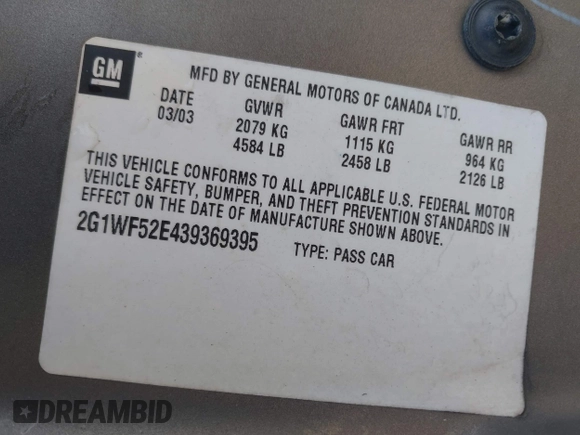 GM ®
MFD BY GENERAL MOTORS OF CANADA LTD.
DATE GVWR GAWR FRT GAWR RR
03/03 2079 KG 1115 KG 964 KG
4584 LB 2458 LB 2126 LB
THIS VEHICLE CONFORMS TO ALL APPLICABLE U.S. FEDERAL MOTOR
VEHICLE SAFETY, BUMPER, AND THEFT PREVENTION STANDARDS IN
EFFECT ON THE DATE OF MANUFACTURE SHOWN ABOVE.
2G1WF52E439369395 TYPE: PASS CAR
DREAMBID